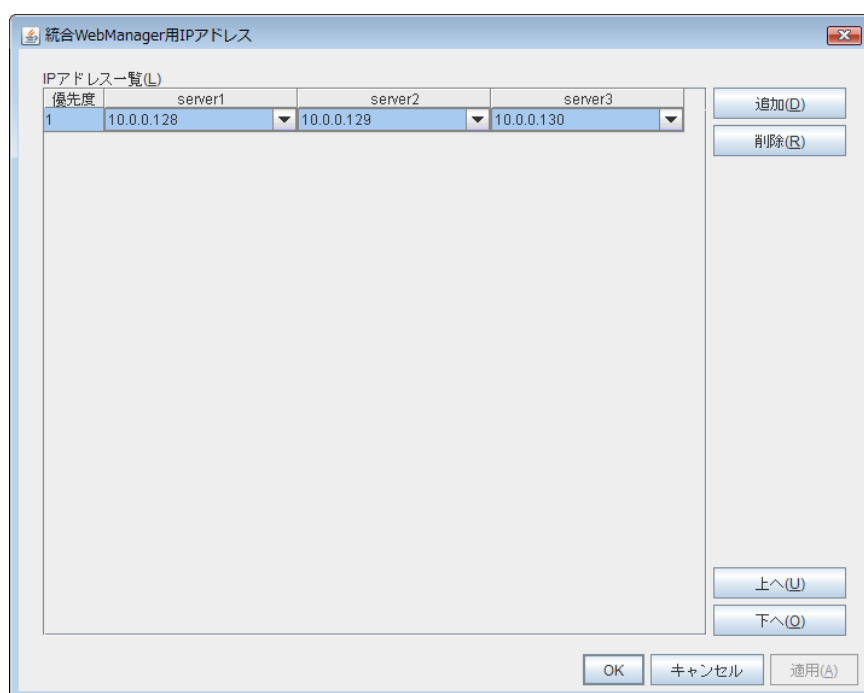 統合WebManager用IPアドレス
IPアドレス一覧(L)
優先度 server1 server2 server3
1 10.0.0.128 10.0.0.129 10.0.0.130
追加(D)
削除(R)
上へ(U)
下へ(O)
OK キャンセル 適用(A)